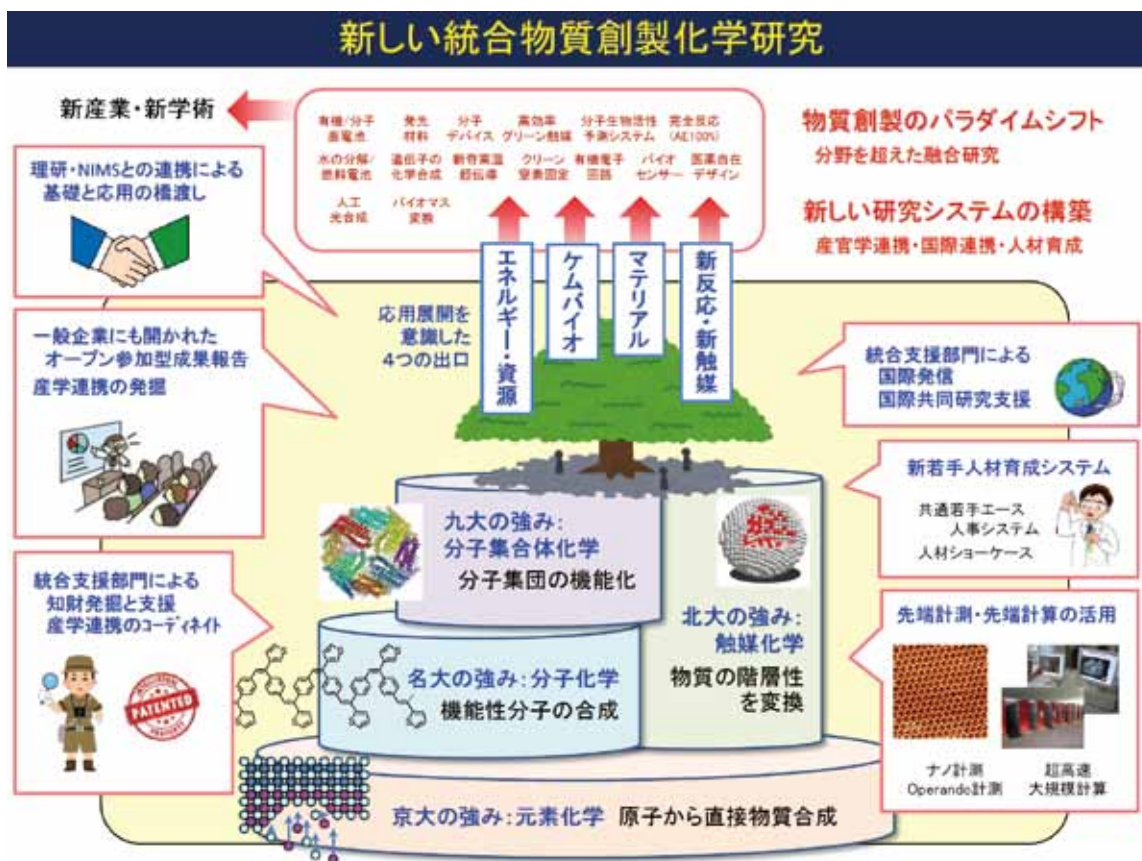 新しい統合物質創製化学研究
新産業・新学術
有機/分子 発光 分子 高効率 分子生物活性 完全反応
蓄電池 材料 デバイス グリーン触媒 予測システム (AE100%)
水の分解/ 遺伝子の 新奇高温 クリーン 有機電子 バイオ 医薬自在
燃料電池 化学合成 超伝導 窒素固定 回路 センサー デザイン
人工 バイオマス
光合成 変換
物質創製のパラダイムシフト
分野を超えた融合研究
新しい研究システムの構築
産官学連携・国際連携・人材育成
理研・NIMSとの連携による
基礎と応用の橋渡し
一般企業にも開かれた
オープン参加型成果報告
産学連携の発掘
統合支援部門による
知財発掘と支援
産学連携のコーディネイト
PATENTED
応用展開を
意識した
4つの出口
エネルギー・資源
ケムバイオ
マテリアル
新反応・新触媒
統合支援部門による
国際発信
国際共同研究支援
新若手人材育成システム
共通若手エース
人事システム
人材ショーケース
先端計測・先端計算の活用
ナノ計測
Operando計測
超高速
大規模計算
九大の強み:
分子集合体化学
分子集団の機能化
北大の強み:
触媒化学
物質の階層性
を変換
名大の強み:分子化学
機能性分子の合成
京大の強み:元素化学 原子から直接物質合成